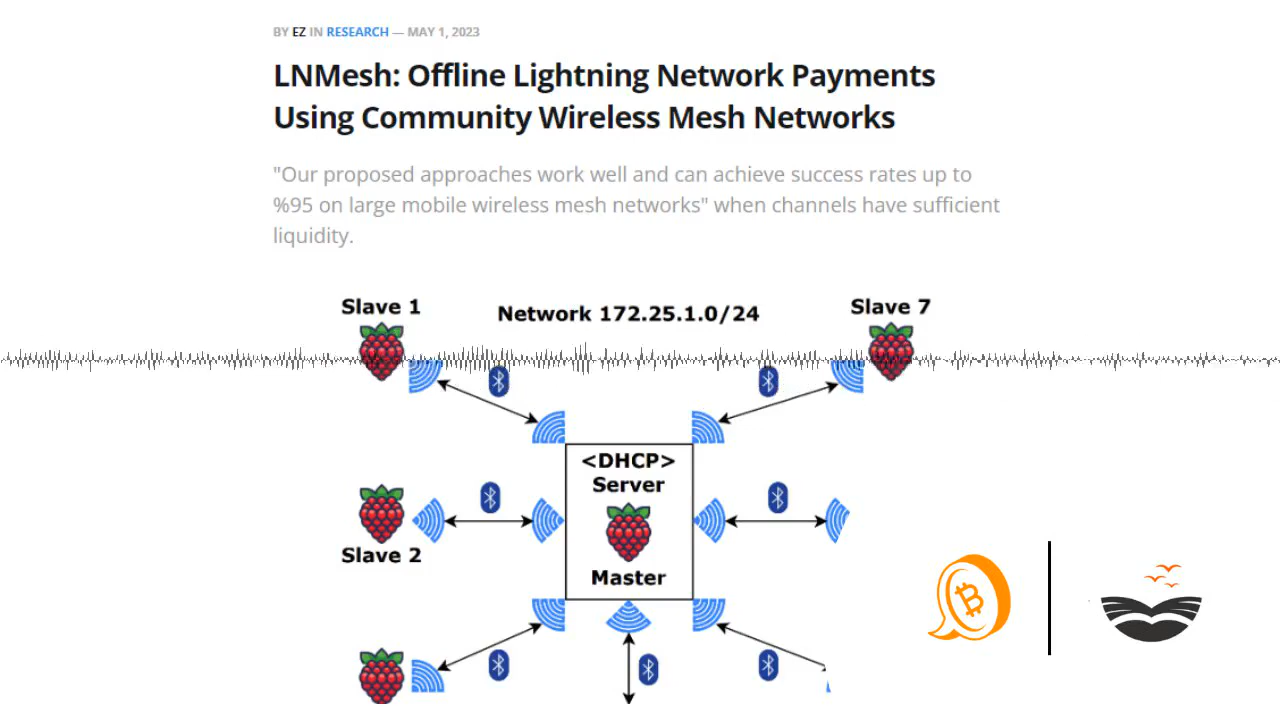 BY EZ IN RESEARCH — MAY 1, 2023
LNMesh: Offline Lightning Network Payments
Using Community Wireless Mesh Networks
"Our proposed approaches work well and can achieve success rates up to
%95 on large mobile wireless mesh networks" when channels have sufficient
liquidity.
Slave 1
Network 172.25.1.0/24
Slave 7
<DHCP>
Server
Master
Slave 2